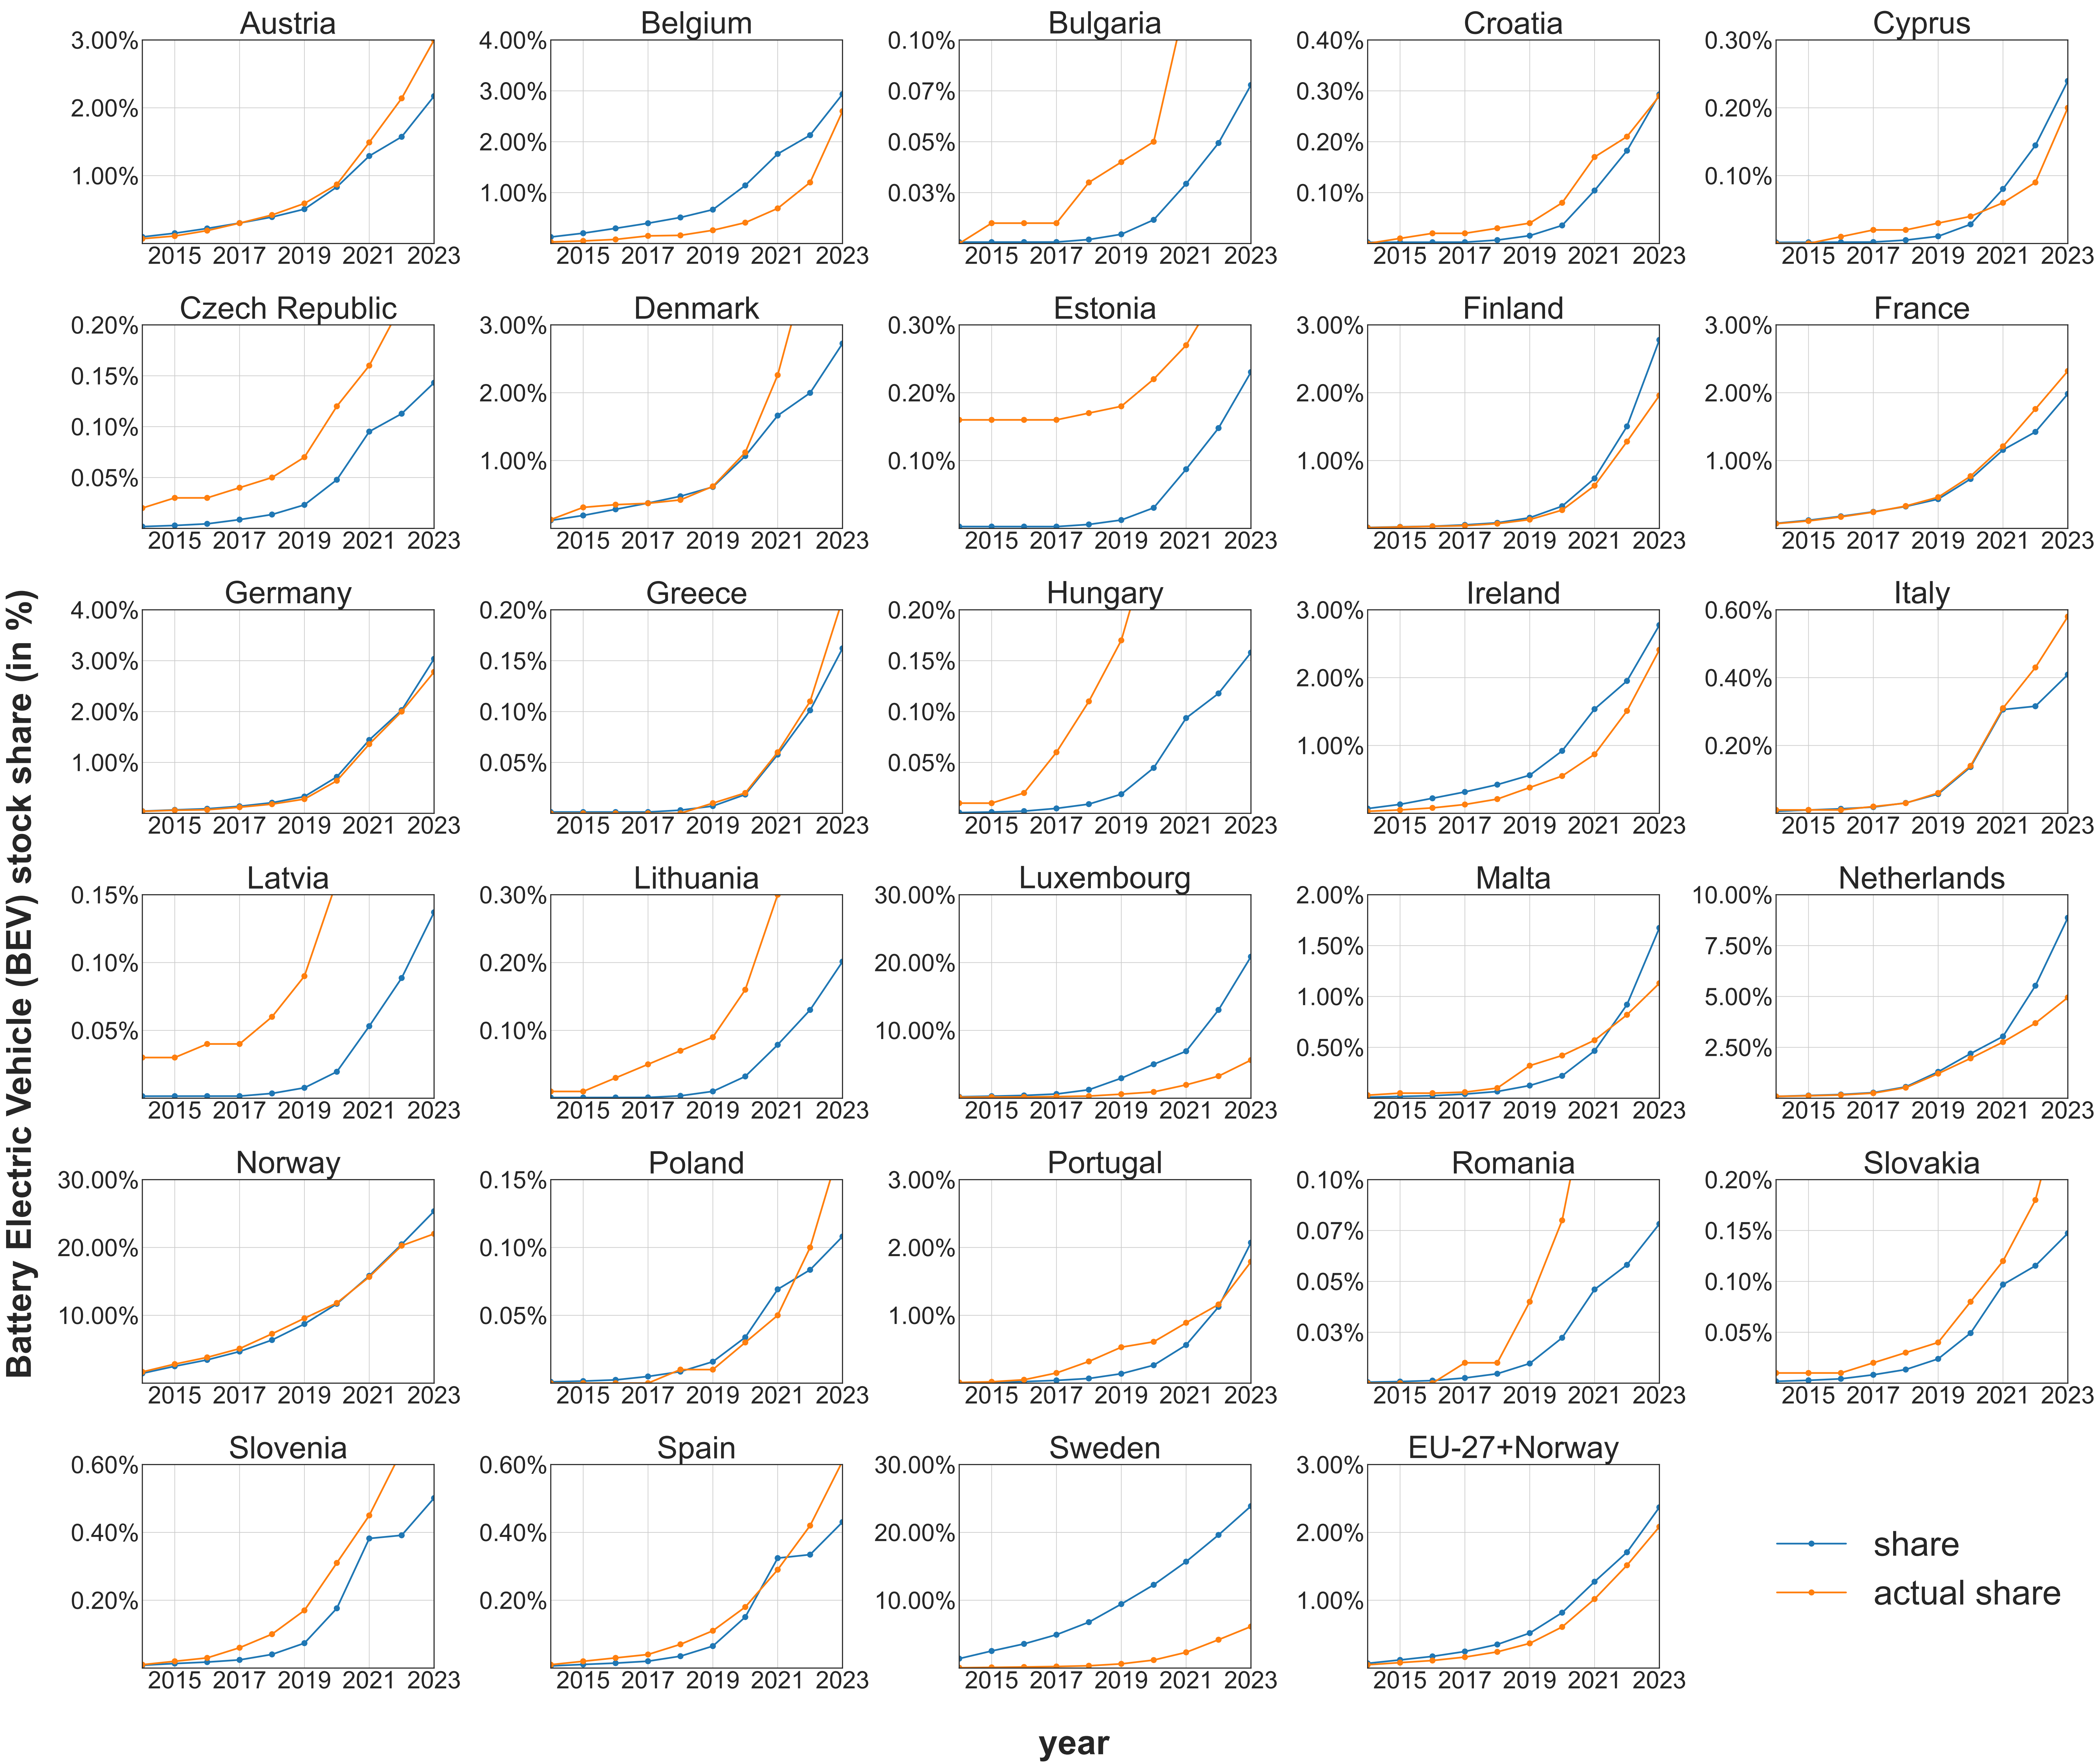 Battery Electric Vehicle (BEV) stock share (in %)
Austria
3.00%
2.00%
1.00%
2015 2017 2019 2021 2023
Belgium
4.00%
3.00%
2.00%
1.00%
2015 2017 2019 2021 2023
Bulgaria
0.10%
0.07%
0.05%
0.03%
2015 2017 2019 2021 2023
Croatia
0.40%
0.30%
0.20%
0.10%
2015 2017 2019 2021 2023
Cyprus
0.30%
0.20%
0.10%
2015 2017 2019 2021 2023
Czech Republic
0.20%
0.15%
0.10%
0.05%
2015 2017 2019 2021 2023
Denmark
3.00%
2.00%
1.00%
2015 2017 2019 2021 2023
Estonia
0.30%
0.20%
0.10%
2015 2017 2019 2021 2023
Finland
3.00%
2.00%
1.00%
2015 2017 2019 2021 2023
France
3.00%
2.00%
1.00%
2015 2017 2019 2021 2023
Germany
4.00%
3.00%
2.00%
1.00%
2015 2017 2019 2021 2023
Greece
0.20%
0.15%
0.10%
0.05%
2015 2017 2019 2021 2023
Hungary
0.20%
0.15%
0.10%
0.05%
2015 2017 2019 2021 2023
Ireland
3.00%
2.00%
1.00%
2015 2017 2019 2021 2023
Italy
0.60%
0.40%
0.20%
2015 2017 2019 2021 2023
Latvia
0.15%
0.10%
0.05%
2015 2017 2019 2021 2023
Lithuania
0.30%
0.20%
0.10%
2015 2017 2019 2021 2023
Luxembourg
30.00%
20.00%
10.00%
2015 2017 2019 2021 2023
Malta
2.00%
1.50%
1.00%
0.50%
2015 2017 2019 2021 2023
Netherlands
10.00%
7.50%
5.00%
2.50%
2015 2017 2019 2021 2023
Norway
30.00%
20.00%
10.00%
2015 2017 2019 2021 2023
Poland
0.15%
0.10%
0.05%
2015 2017 2019 2021 2023
Portugal
3.00%
2.00%
1.00%
2015 2017 2019 2021 2023
Romania
0.10%
0.07%
0.05%
0.03%
2015 2017 2019 2021 2023
Slovakia
0.20%
0.15%
0.10%
0.05%
2015 2017 2019 2021 2023
Slovenia
0.60%
0.40%
0.20%
2015 2017 2019 2021 2023
Spain
0.60%
0.40%
0.20%
2015 2017 2019 2021 2023
Sweden
30.00%
20.00%
10.00%
2015 2017 2019 2021 2023
EU-27+Norway
3.00%
2.00%
1.00%
2015 2017 2019 2021 2023
share
actual share
year